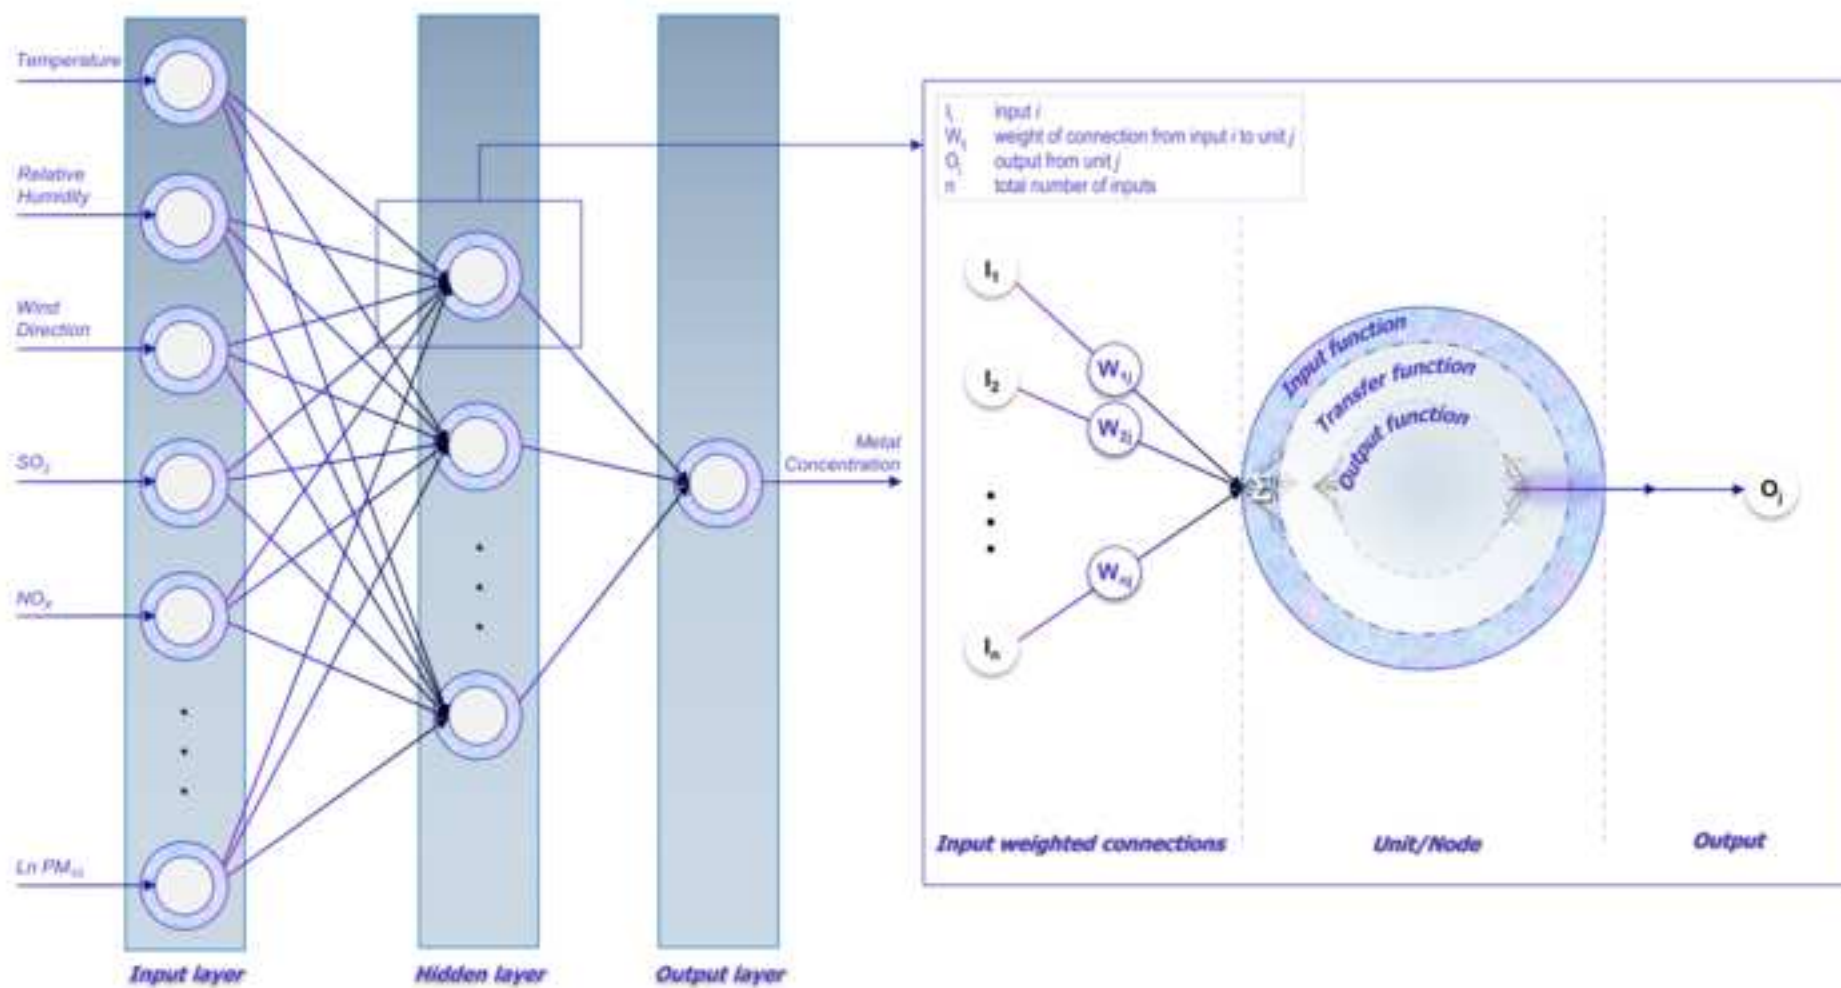 Temperature
Relative
Humidity
Wind
Direction
SO₂
NOₓ
Ln PM₁₀
Input layer
Hidden layer
Output layer
Metal
Concentration
Iᵢ input i
Wᵢⱼ weight of connection from input i to unit j
Oⱼ output from unit j
n total number of inputs
I₁
I₂
Iₙ
W₁ⱼ
W₂ⱼ
Wₙⱼ
Σ
Input function
Transfer function
Output function
Oⱼ
Input weighted connections
Unit/Node
Output